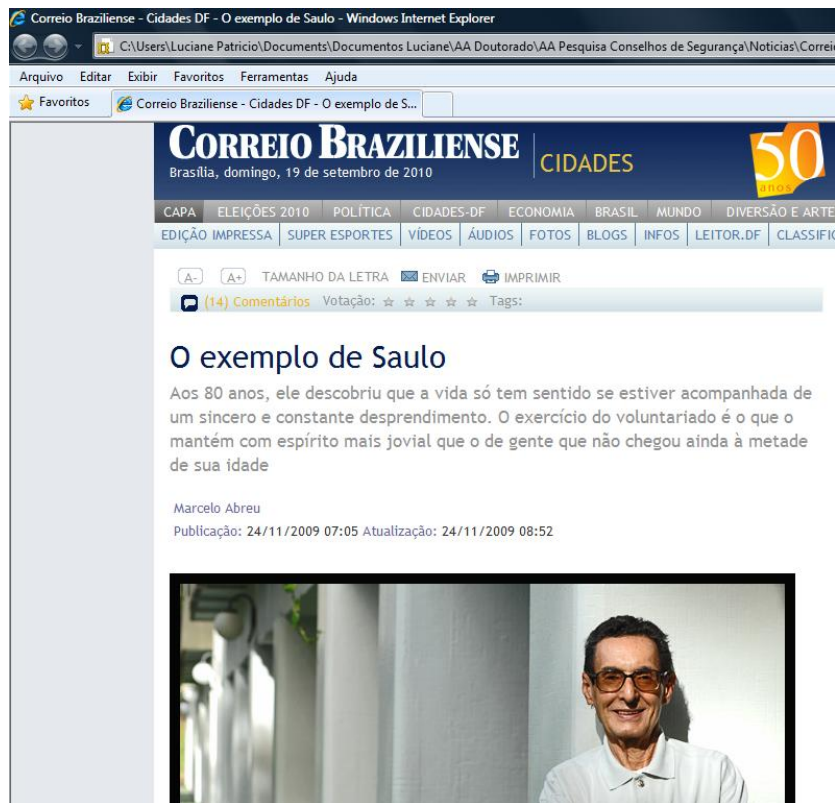 Correio Braziliense - Cidades DF - O exemplo de Saulo - Windows Internet Explorer
C:\Users\Luciane Patricio\Documents\Documentos Luciane\AA Doutorado\AA Pesquisa Conselhos de Segurança\Noticias\Correi
Arquivo Editar Exibir Favoritos Ferramentas Ajuda
Favoritos Correio Braziliense - Cidades DF - O exemplo de S...
CORREIO BRAZILIENSE CIDADES 50 anos
Brasília, domingo, 19 de setembro de 2010
CAPA ELEIÇÕES 2010 POLÍTICA CIDADES-DF ECONOMIA BRASIL MUNDO DIVERSÃO E ARTE
EDIÇÃO IMPRESSA SUPER ESPORTES VÍDEOS ÁUDIOS FOTOS BLOGS INFOS LEITOR.DF CLASSIFI
A- A+ TAMANHO DA LETRA ENVIAR IMPRIMIR
(14) Comentários Votação: Tags:
O exemplo de Saulo
Aos 80 anos, ele descobriu que a vida só tem sentido se estiver acompanhada de
um sincero e constante desprendimento. O exercício do voluntariado é o que o
mantém com espírito mais jovial que o de gente que não chegou ainda à metade
de sua idade
Marcelo Abreu
Publicação: 24/11/2009 07:05 Atualização: 24/11/2009 08:52